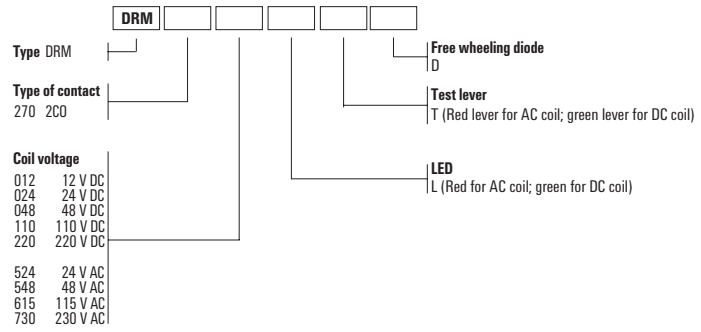 DRM
Type DRM
Type of contact
270 2CO
Coil voltage
012 12 V DC
024 24 V DC
048 48 V DC
110 110 V DC
220 220 V DC
524 24 V AC
548 48 V AC
615 115 V AC
730 230 V AC
Free wheeling diode
D
Test lever
T (Red lever for AC coil; green lever for DC coil)
LED
L (Red for AC coil; green for DC coil)